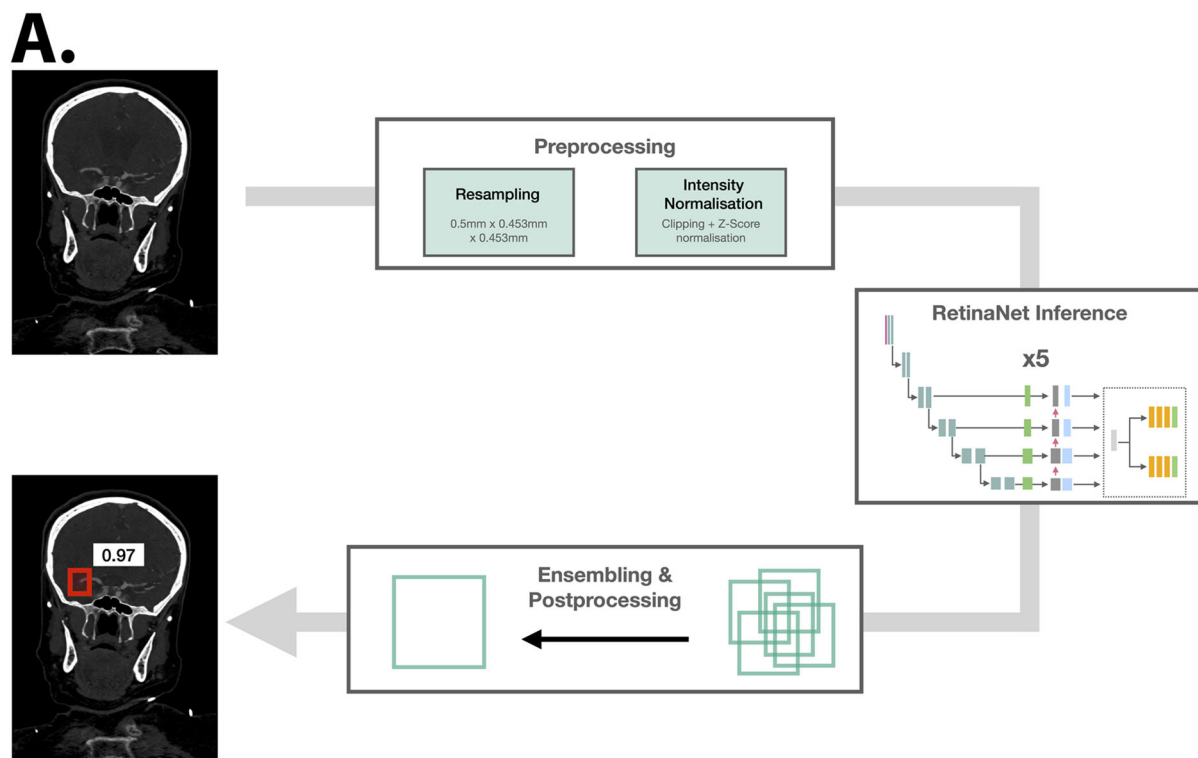 A.
Preprocessing
Resampling
0.5mm x 0.453mm
x 0.453mm
Intensity
Normalisation
Clipping + Z-Score
normalisation
RetinaNet Inference
x5
0.97
Ensembling &
Postprocessing